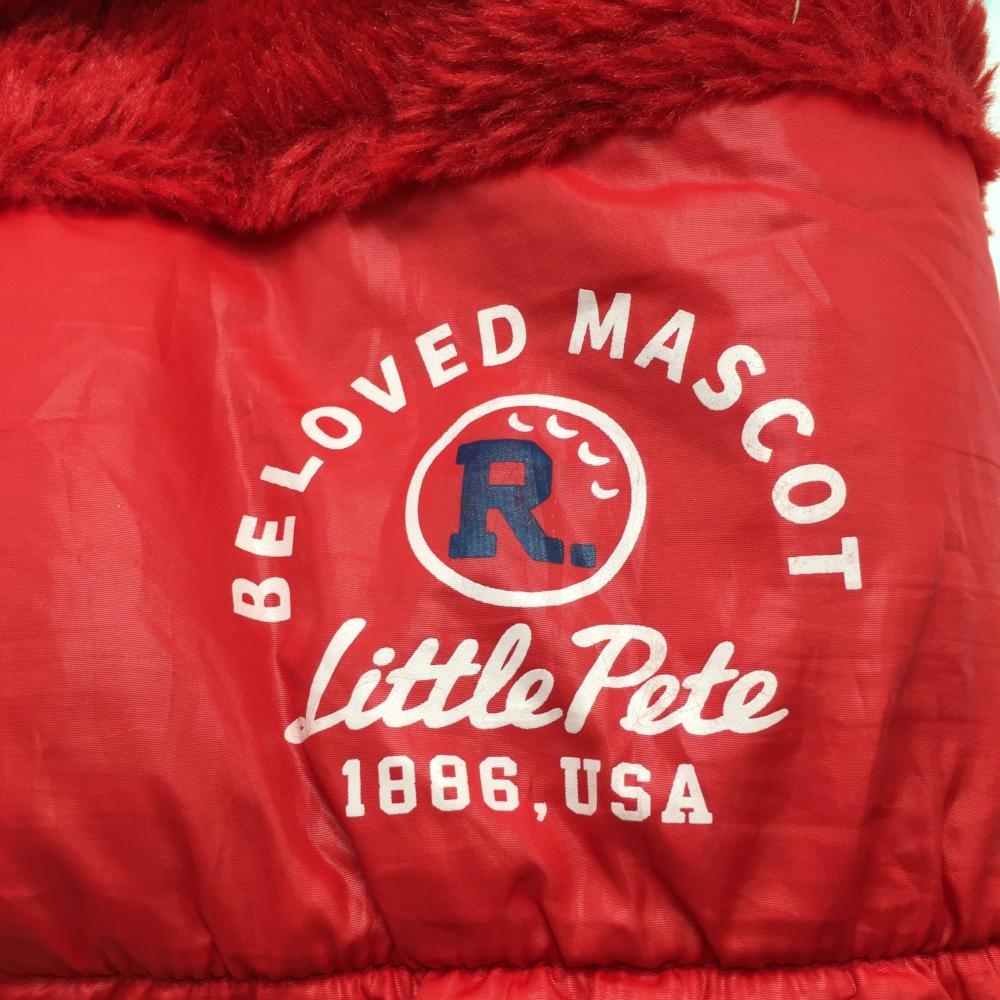 BELOVED MASCOT
R.
Little Pete
1886, USA